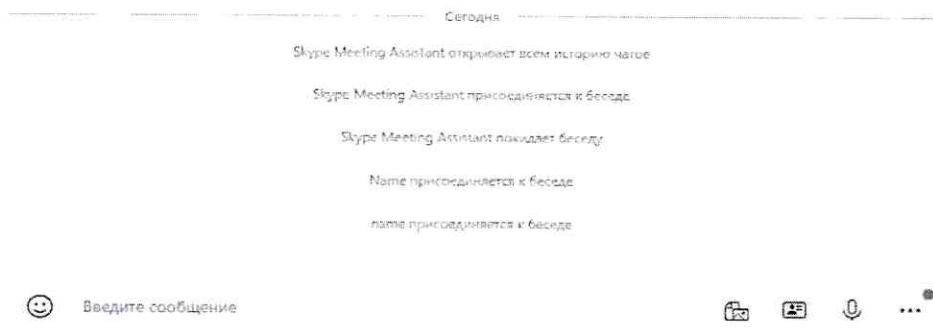 Сегодня
Skype Meeting Assistant открывает всем историю чатов
Skype Meeting Assistant присоединяется к беседе
Skype Meeting Assistant покидает беседу
Name присоединяется к беседе
name присоединяется к беседе
Введите сообщение